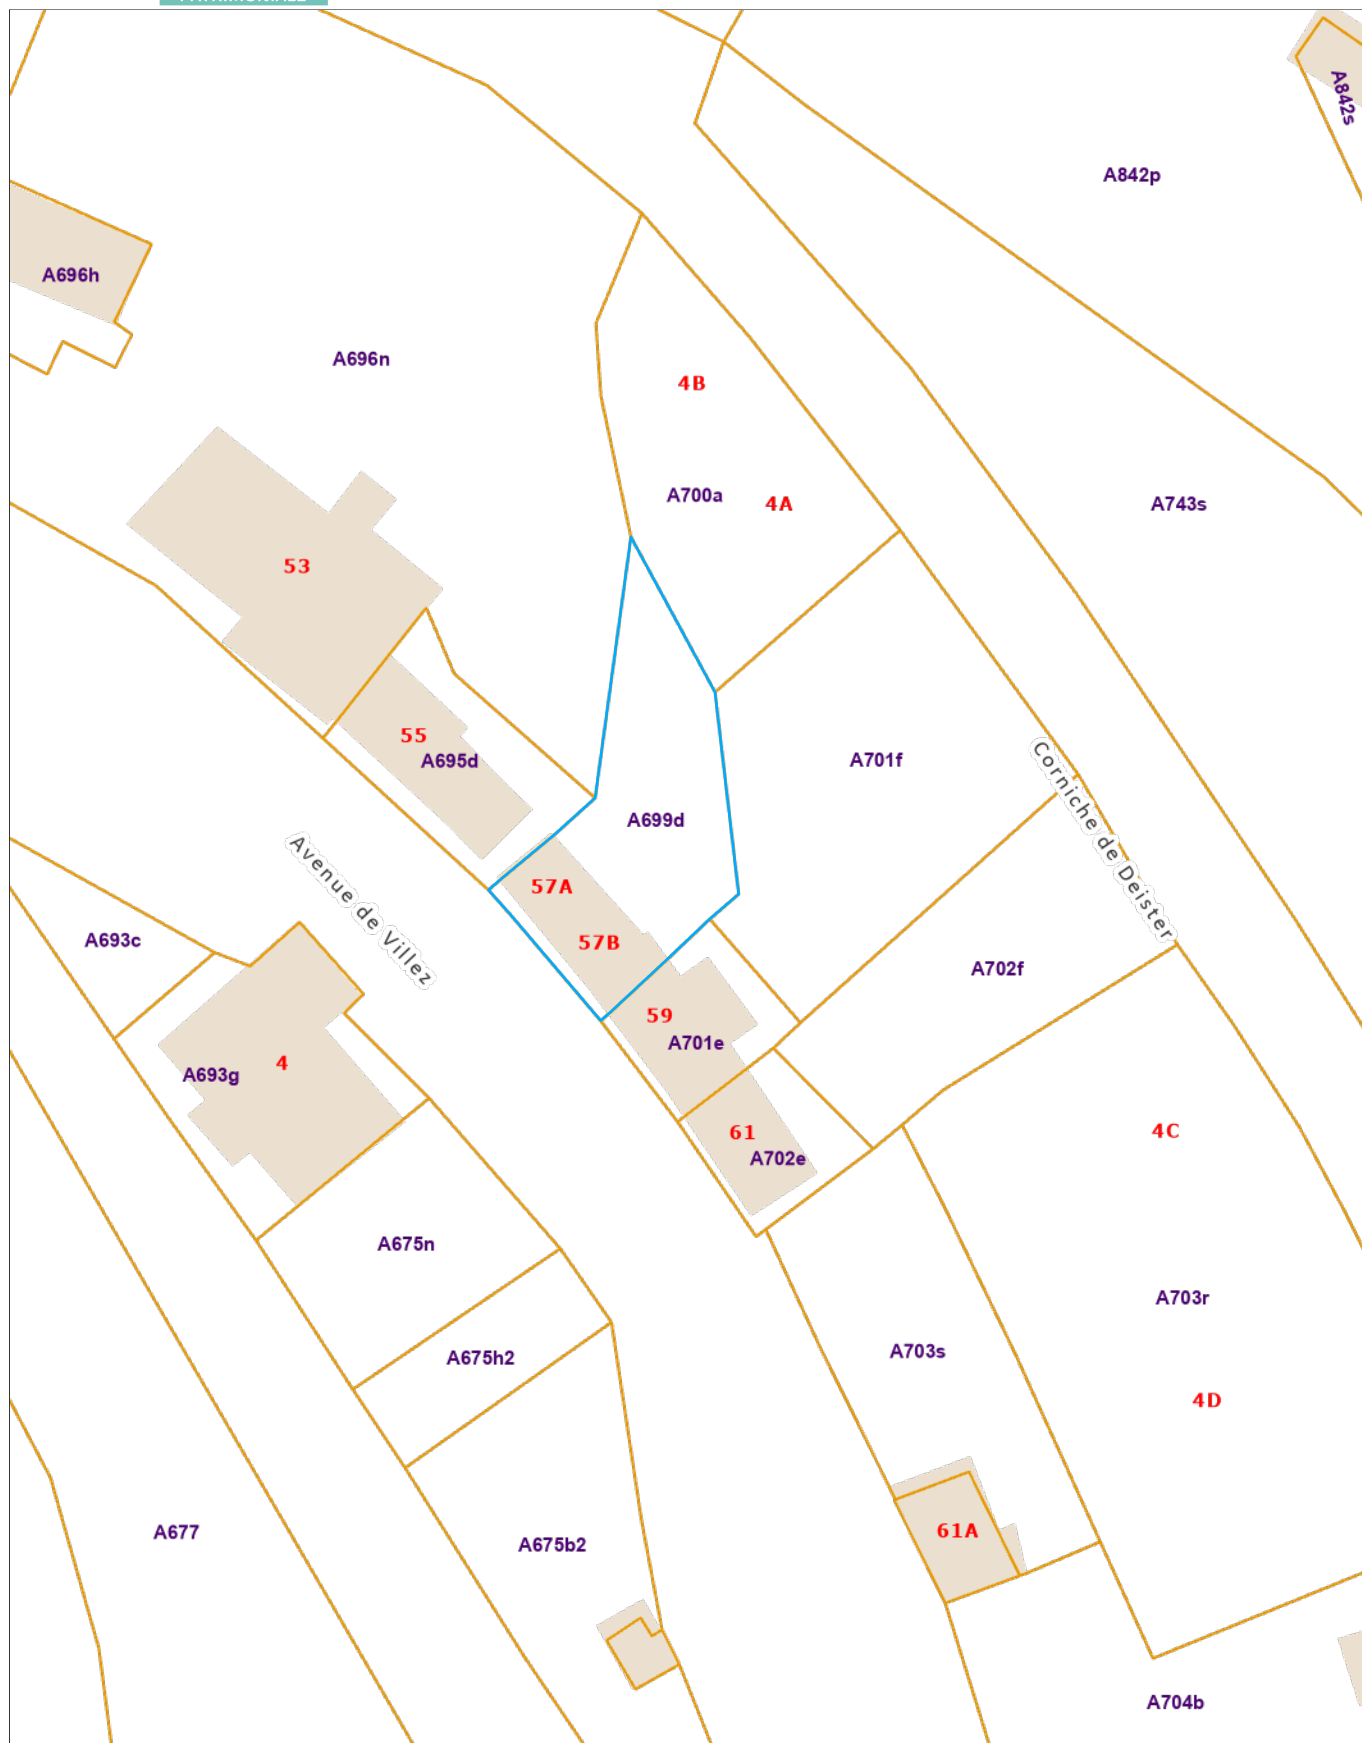 A842s
A842p
A696h
A696n
4B
A700a
4A
A743s
53
55
A695d
A701f
A699d
Corniche de Deister
Avenue de Villez
57A
57B
A693c
A702f
59
A701e
4
A693g
61
A702e
4C
A675n
A703r
A703s
A675h2
4D
A677
61A
A675b2
A704b